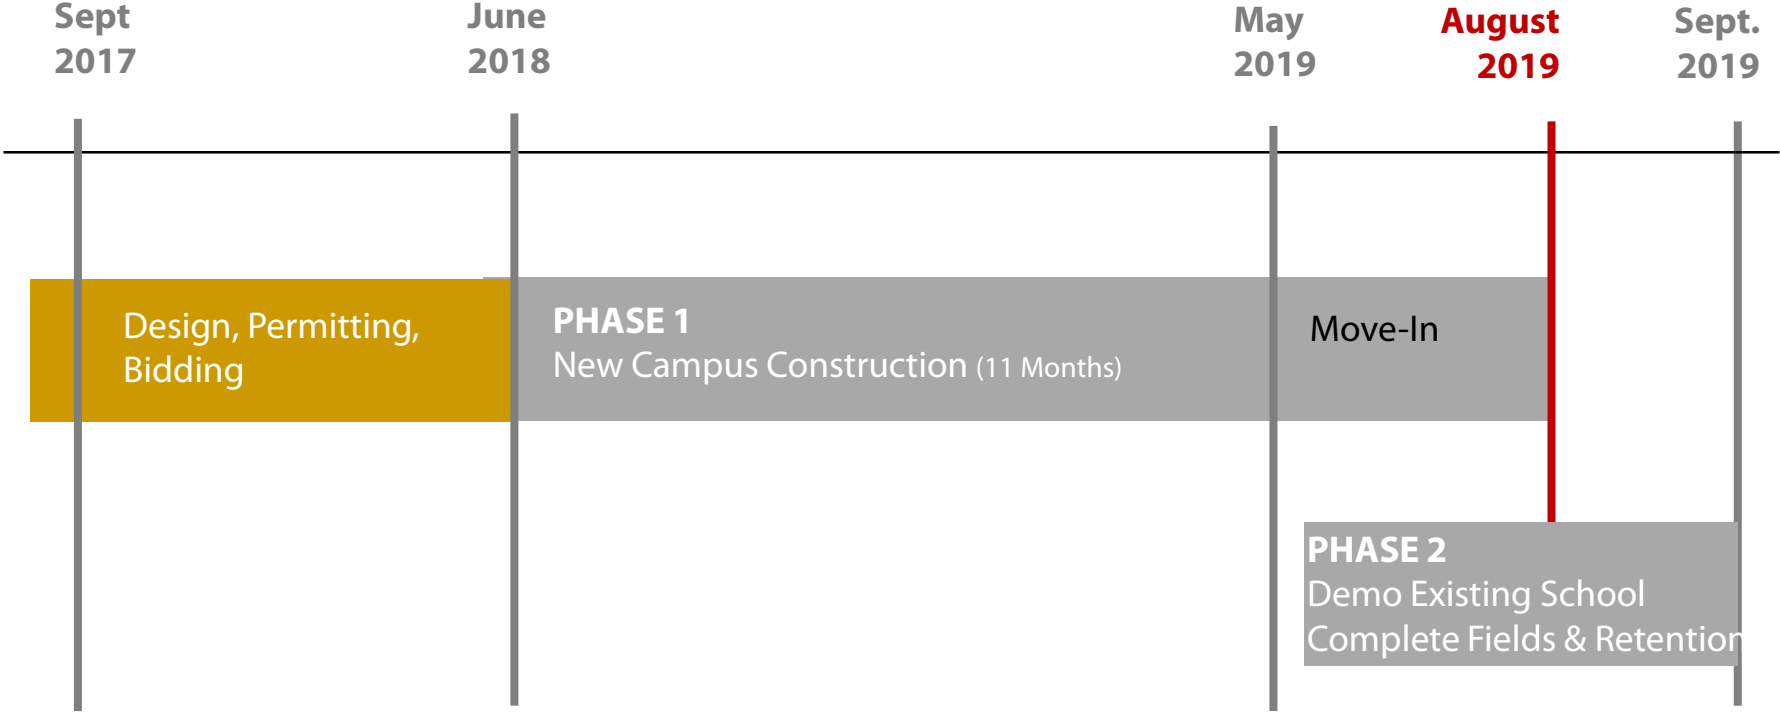 Sept
2017
June
2018
May
2019
August
2019
Sept.
2019
Design, Permitting,
Bidding
PHASE 1
New Campus Construction (11 Months)
Move-In
PHASE 2
Demo Existing School
Complete Fields & Retention